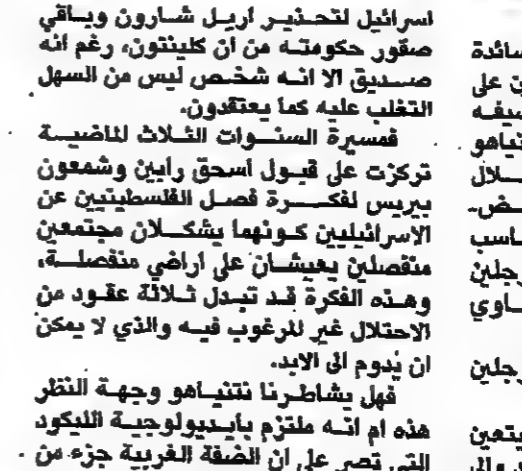 اسرائيل لتحذير اريل شارون وباقي
صقور حكومته من ان كلينتون، رغم انه
صديق الا انه شخص ليس من السهل
التغلب عليه كما يعتقدون.
فمسيرة السنوات الثلاث الماضية
تركزت على قبول اسحق رابين وشمعون
بيريس لفكرة فصل الفلسطينيين عن
الاسرائيليين كونهما يشكلان مجتمعين
منفصلين يعيشان على اراضي منفصلة،
وهذه الفكرة قد تبدل ثلاثة عقود من
الاحتلال غير المرغوب فيه والذي لا يمكن
ان يُدوم الى الابد.
فهل يشاطرنا نتنياهو وجهة النظر
هذه ام انه ملتزم بأيديولوجية الليكود
التي تصر على ان الضفة الغربية جزء من